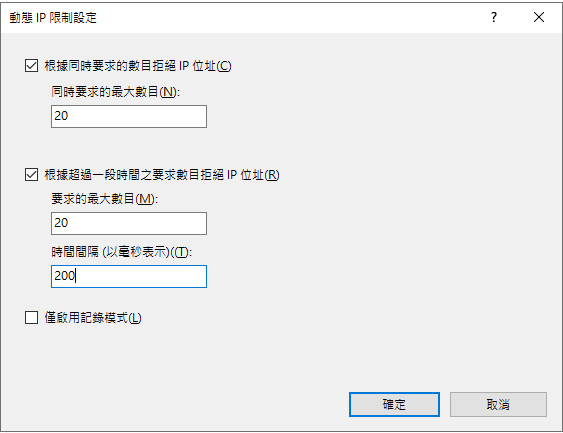 動態 IP 限制設定
根據同時要求的數目拒絕 IP 位址(C)
同時要求的最大數目(N):
20
根據超過一段時間之要求數目拒絕 IP 位址(R)
要求的最大數目(M):
20
時間間隔 (以毫秒表示)((T):
200
僅啟用記錄模式(L)
確定
取消